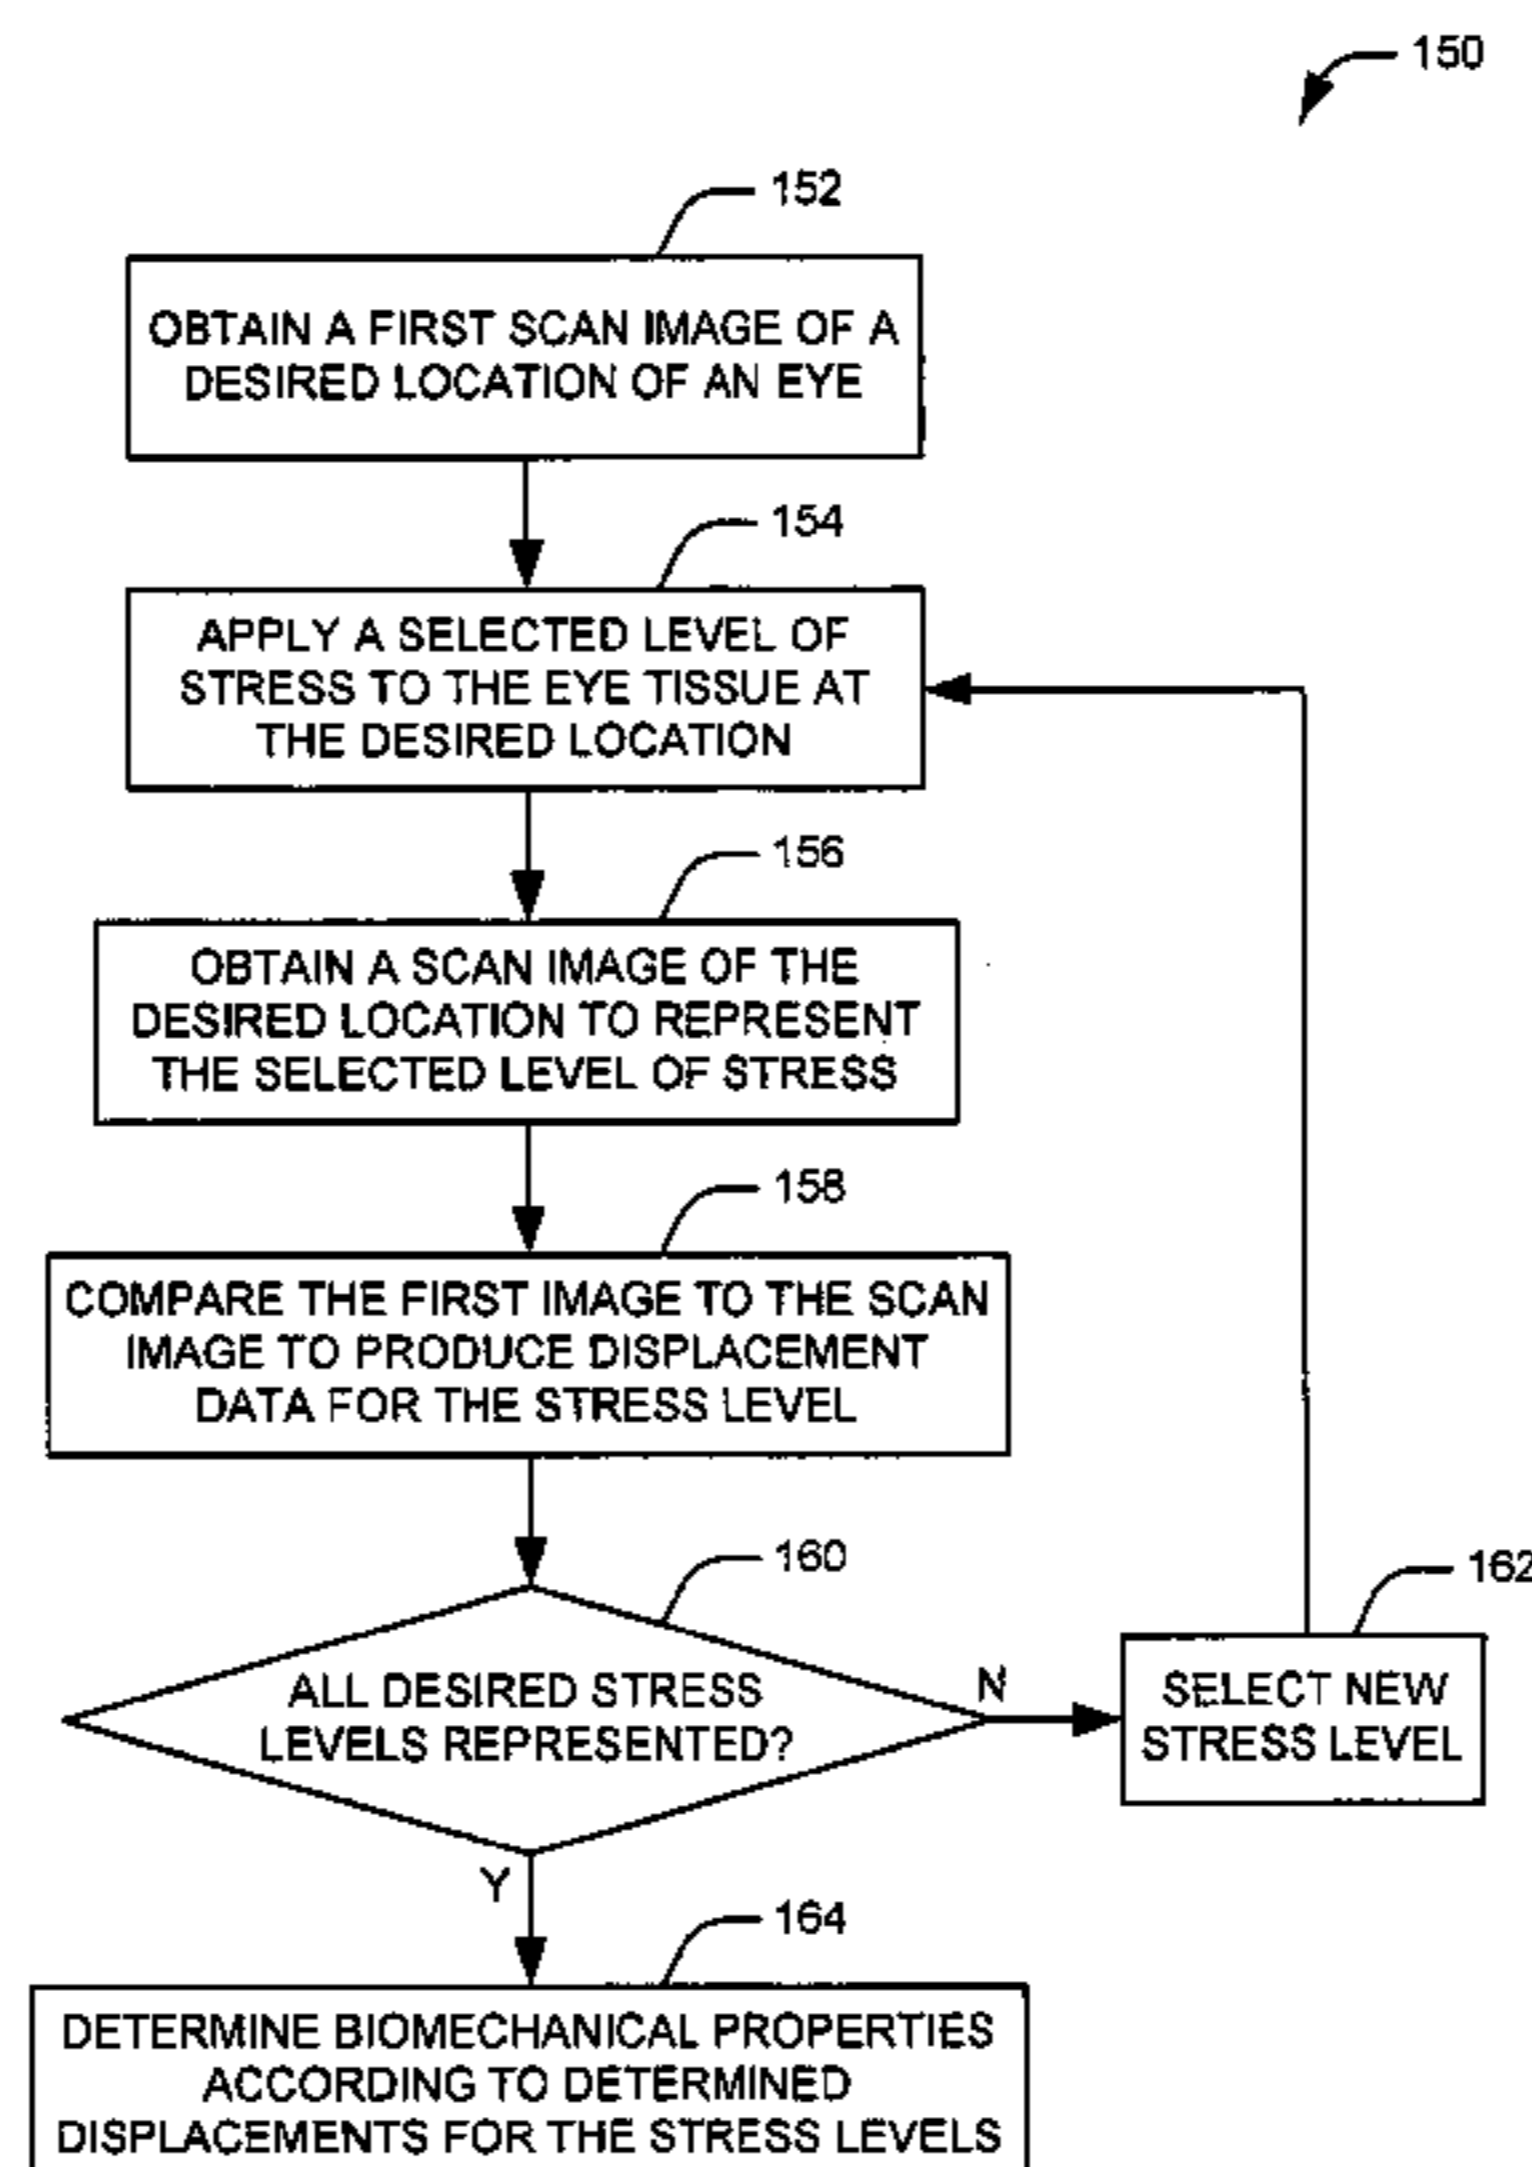 150
152
OBTAIN A FIRST SCAN IMAGE OF A
DESIRED LOCATION OF AN EYE
154
APPLY A SELECTED LEVEL OF
STRESS TO THE EYE TISSUE AT
THE DESIRED LOCATION
156
OBTAIN A SCAN IMAGE OF THE
DESIRED LOCATION TO REPRESENT
THE SELECTED LEVEL OF STRESS
158
COMPARE THE FIRST IMAGE TO THE SCAN
IMAGE TO PRODUCE DISPLACEMENT
DATA FOR THE STRESS LEVEL
160
ALL DESIRED STRESS
LEVELS REPRESENTED?
N
162
SELECT NEW
STRESS LEVEL
Y
164
DETERMINE BIOMECHANICAL PROPERTIES
ACCORDING TO DETERMINED
DISPLACEMENTS FOR THE STRESS LEVELS